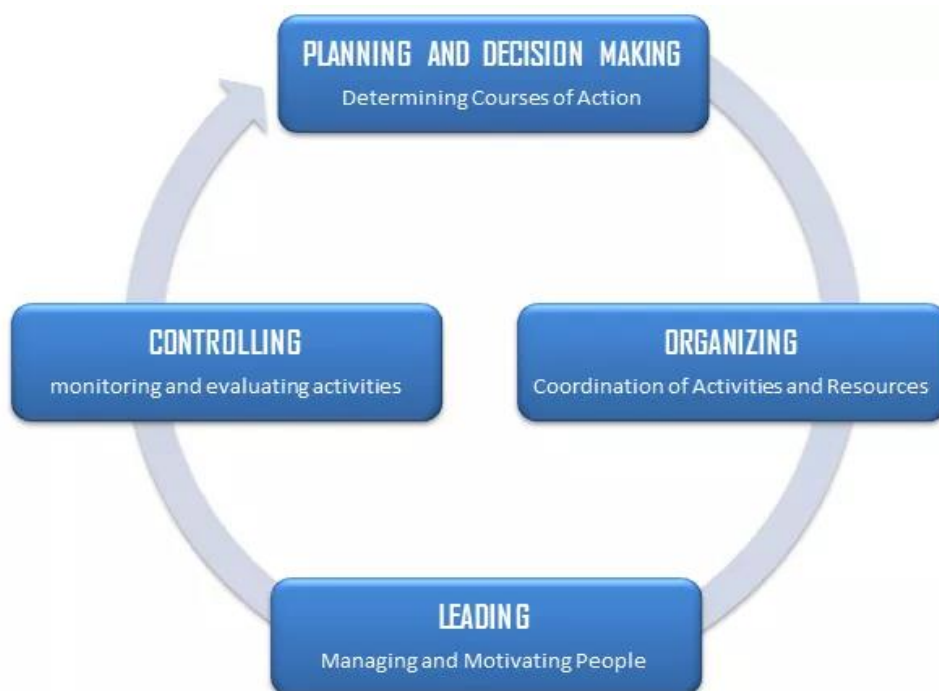 PLANNING AND DECISION MAKING
Determining Courses of Action
ORGANIZING
Coordination of Activities and Resources
LEADING
Managing and Motivating People
CONTROLLING
monitoring and evaluating activities